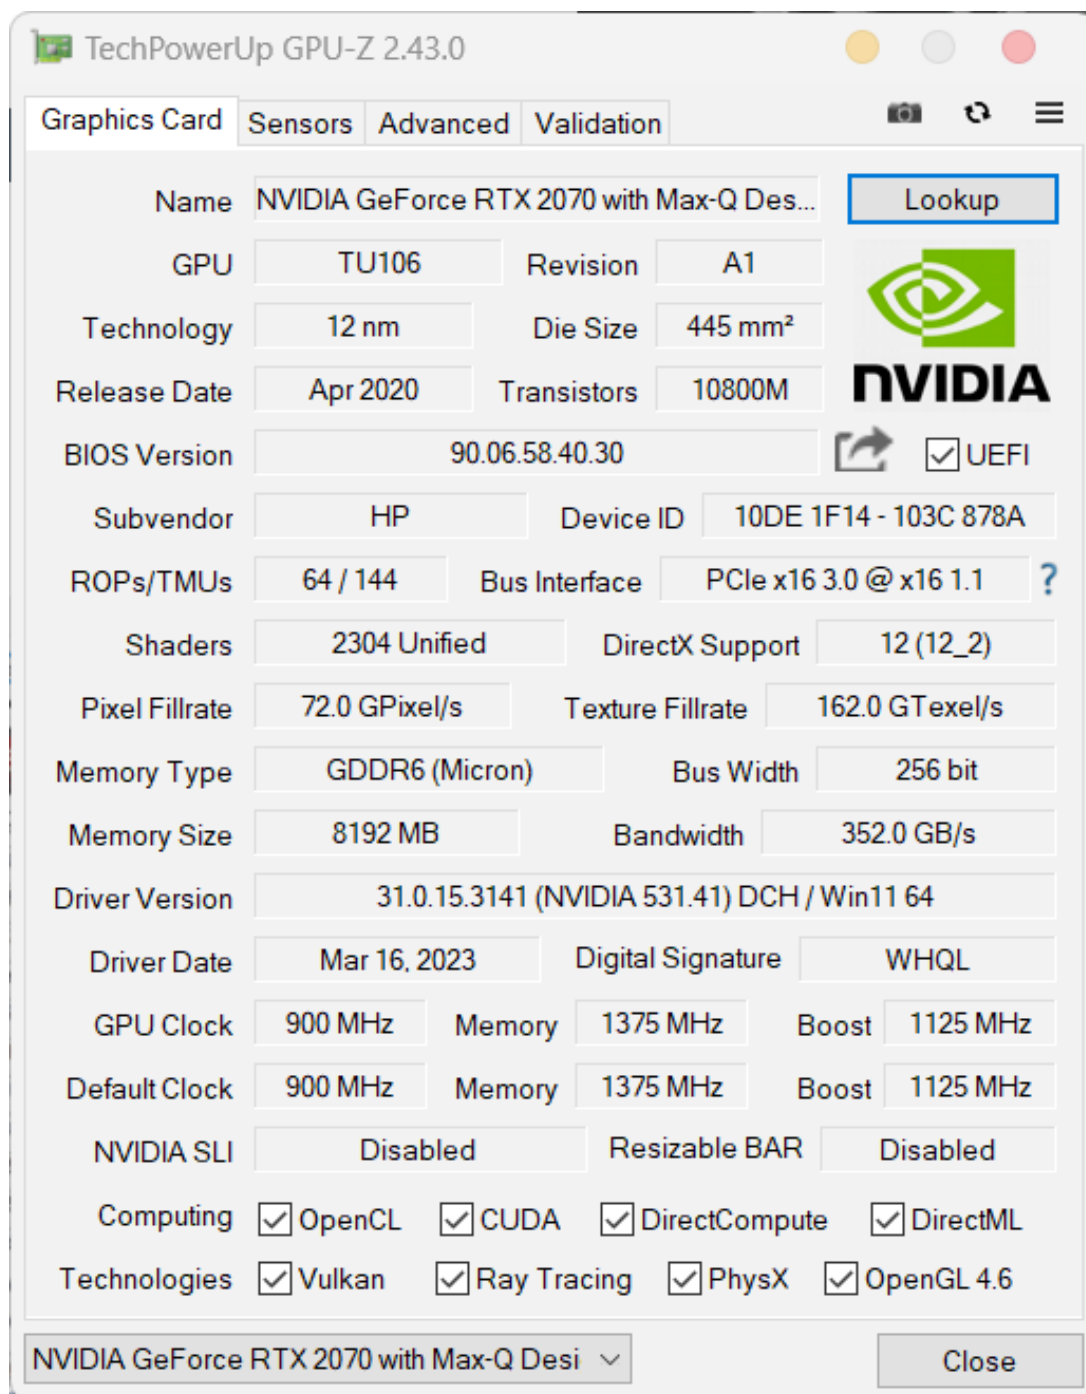 TechPowerUp GPU-Z 2.43.0
Graphics Card Sensors Advanced Validation
Name NVIDIA GeForce RTX 2070 with Max-Q Des... Lookup
GPU TU106 Revision A1
Technology 12 nm Die Size 445 mm²
Release Date Apr 2020 Transistors 10800M
NVIDIA
BIOS Version 90.06.58.40.30 UEFI
Subvendor HP Device ID 10DE 1F14 - 103C 878A
ROPs/TMUs 64 / 144 Bus Interface PCIe x16 3.0 @ x16 1.1 ?
Shaders 2304 Unified DirectX Support 12 (12_2)
Pixel Fillrate 72.0 GPixel/s Texture Fillrate 162.0 GTexel/s
Memory Type GDDR6 (Micron) Bus Width 256 bit
Memory Size 8192 MB Bandwidth 352.0 GB/s
Driver Version 31.0.15.3141 (NVIDIA 531.41) DCH / Win11 64
Driver Date Mar 16, 2023 Digital Signature WHQL
GPU Clock 900 MHz Memory 1375 MHz Boost 1125 MHz
Default Clock 900 MHz Memory 1375 MHz Boost 1125 MHz
NVIDIA SLI Disabled Resizable BAR Disabled
Computing OpenCL CUDA DirectCompute DirectML
Technologies Vulkan Ray Tracing PhysX OpenGL 4.6
NVIDIA GeForce RTX 2070 with Max-Q Desi Close